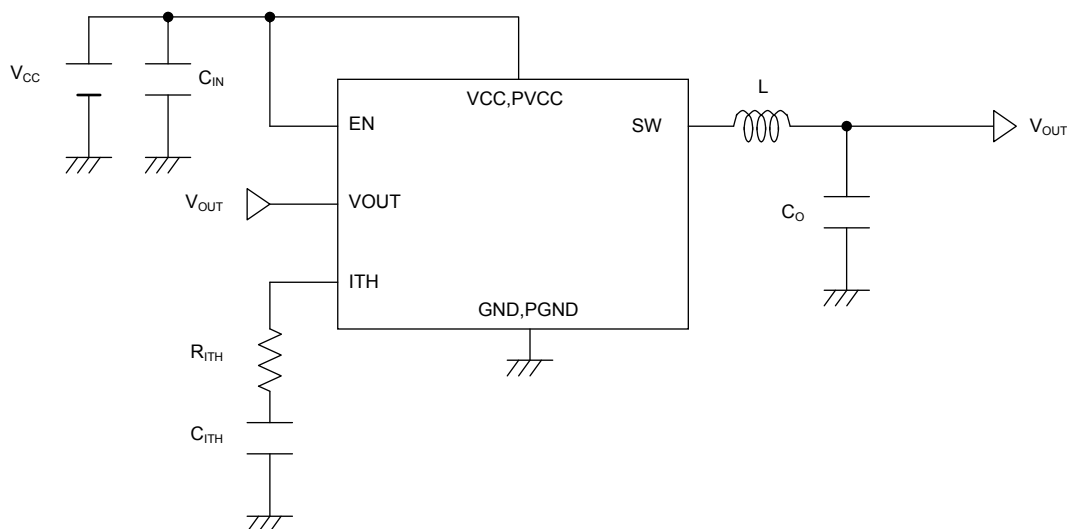 VCC
CIN
VCC,PVCC
L
EN
SW
VOUT
VOUT
VOUT
CO
ITH
GND,PGND
RITH
CITH